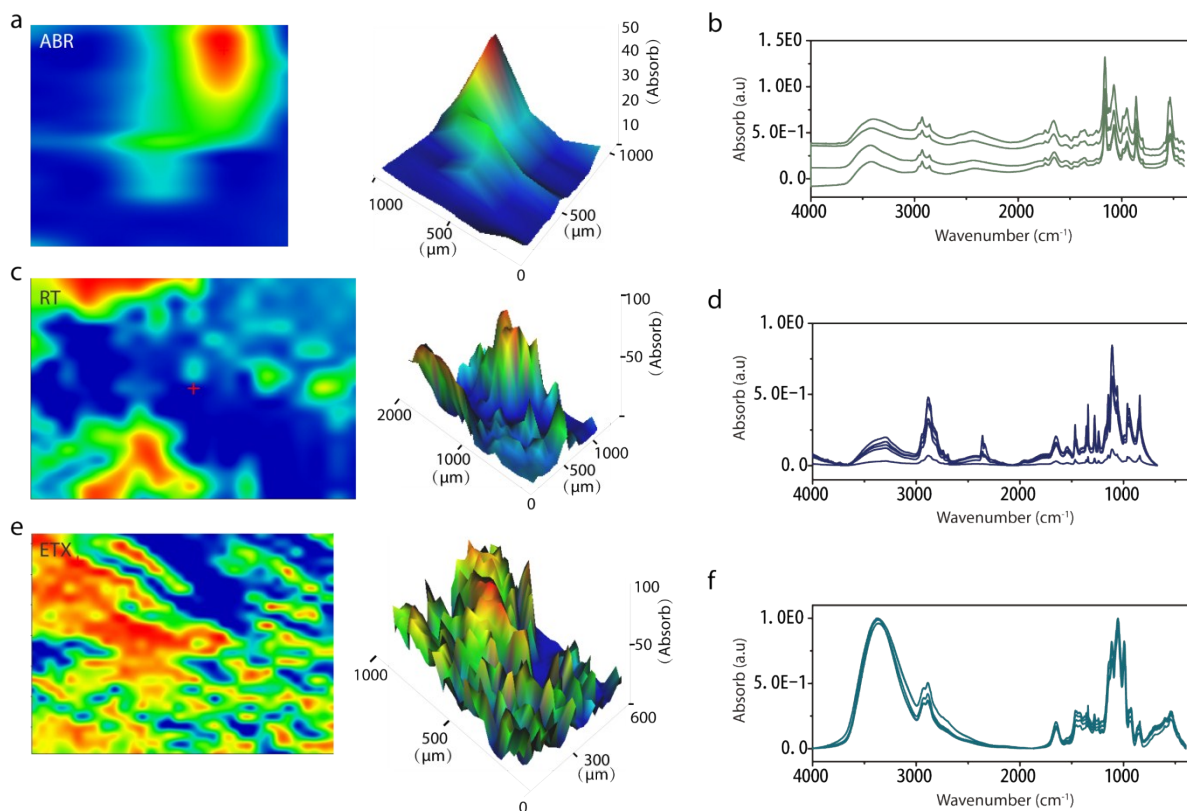 a
ABR
50
40
30
20
10
(Absorb)
1000
500
(μm)
0
500
(μm)
1000
b
1.5E0
1.0E0
5.0E-1
0.0
Absorb (a.u)
4000
3000
2000
1000
Wavenumber (cm⁻¹)
c
RT
100
50
(Absorb)
2000
1000
(μm)
0
500
(μm)
1000
d
1.0E0
5.0E-1
0.0
Absorb (a.u)
4000
3000
2000
1000
Wavenumber (cm⁻¹)
e
ETX
100
50
(Absorb)
1000
500
(μm)
0
300
(μm)
600
f
1.0E0
5.0E-1
0.0
Absorb (a.u)
4000
3000
2000
1000
Wavenumber (cm⁻¹)